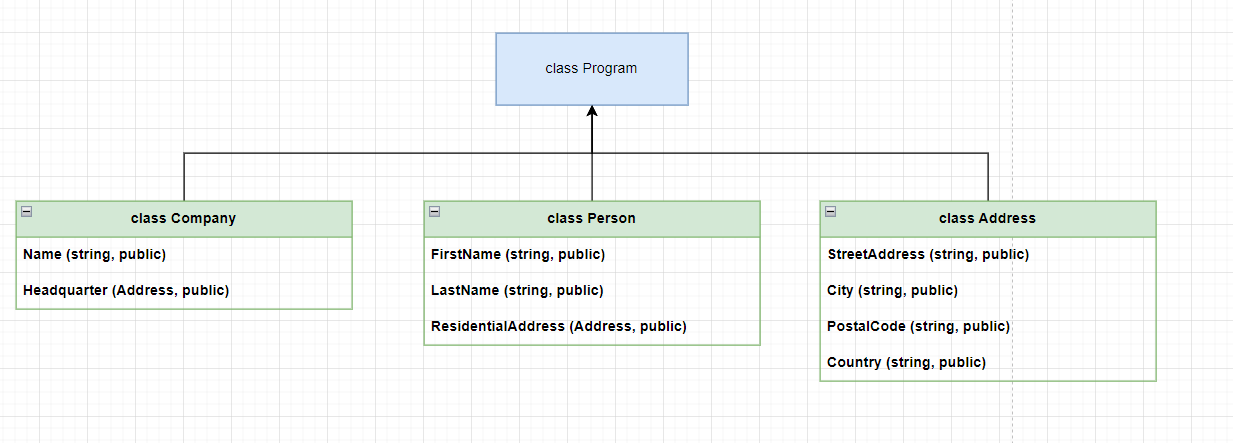 class Program
class Company
Name (string, public)
Headquarter (Address, public)
class Person
FirstName (string, public)
LastName (string, public)
ResidentialAddress (Address, public)
class Address
StreetAddress (string, public)
City (string, public)
PostalCode (string, public)
Country (string, public)